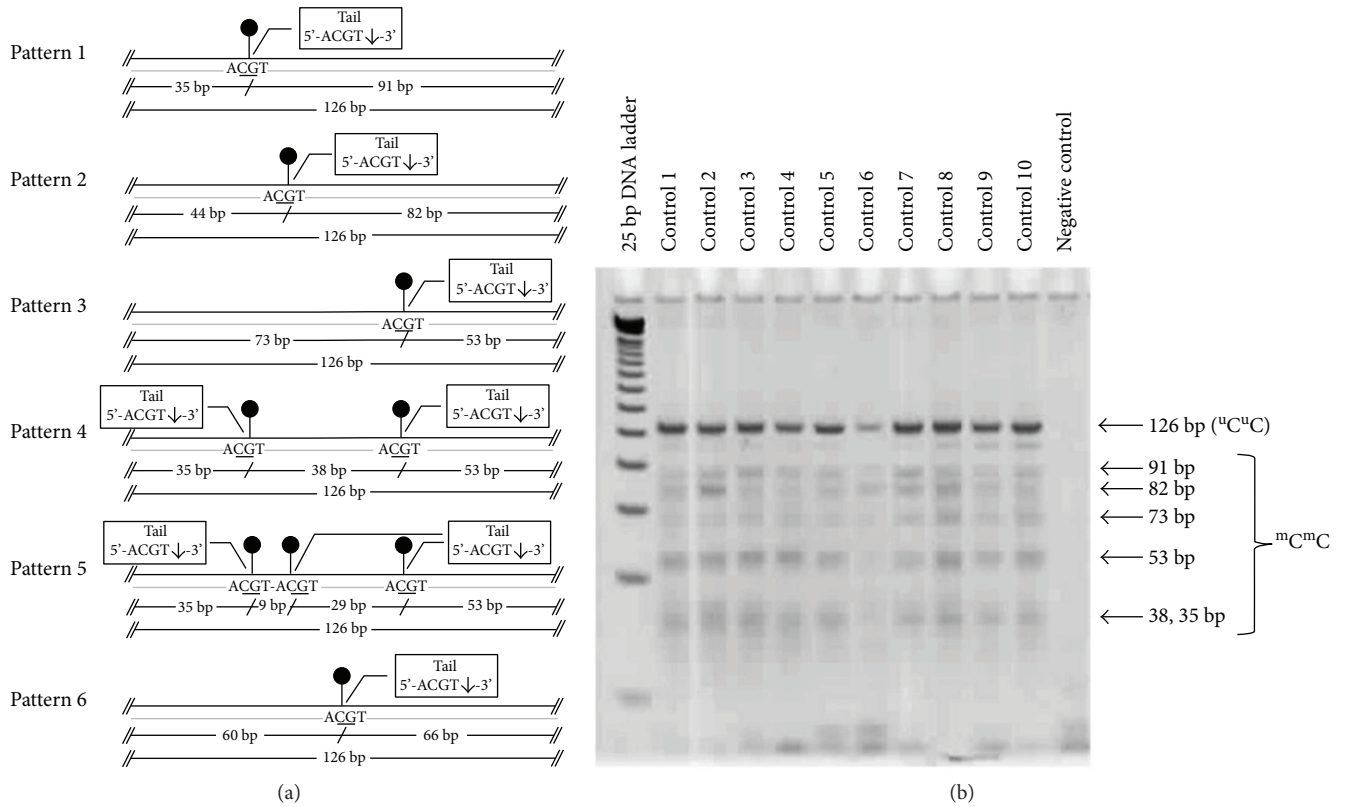 Pattern 1
Tail
5'-ACGT↓-3'
ACGT
35 bp
91 bp
126 bp
Pattern 2
Tail
5'-ACGT↓-3'
ACGT
44 bp
82 bp
126 bp
Pattern 3
Tail
5'-ACGT↓-3'
ACGT
73 bp
53 bp
126 bp
Pattern 4
Tail
5'-ACGT↓-3'
Tail
5'-ACGT↓-3'
ACGT
ACGT
35 bp
38 bp
53 bp
126 bp
Pattern 5
Tail
5'-ACGT↓-3'
Tail
5'-ACGT↓-3'
ACGT-ACGT
ACGT
35 bp
9 bp
29 bp
53 bp
126 bp
Pattern 6
Tail
5'-ACGT↓-3'
ACGT
60 bp
66 bp
126 bp
(a)
25 bp DNA ladder
Control 1
Control 2
Control 3
Control 4
Control 5
Control 6
Control 7
Control 8
Control 9
Control 10
Negative control
126 bp (ᵘCᵘC)
91 bp
82 bp
73 bp
53 bp
38, 35 bp
ᵐCᵐC
(b)